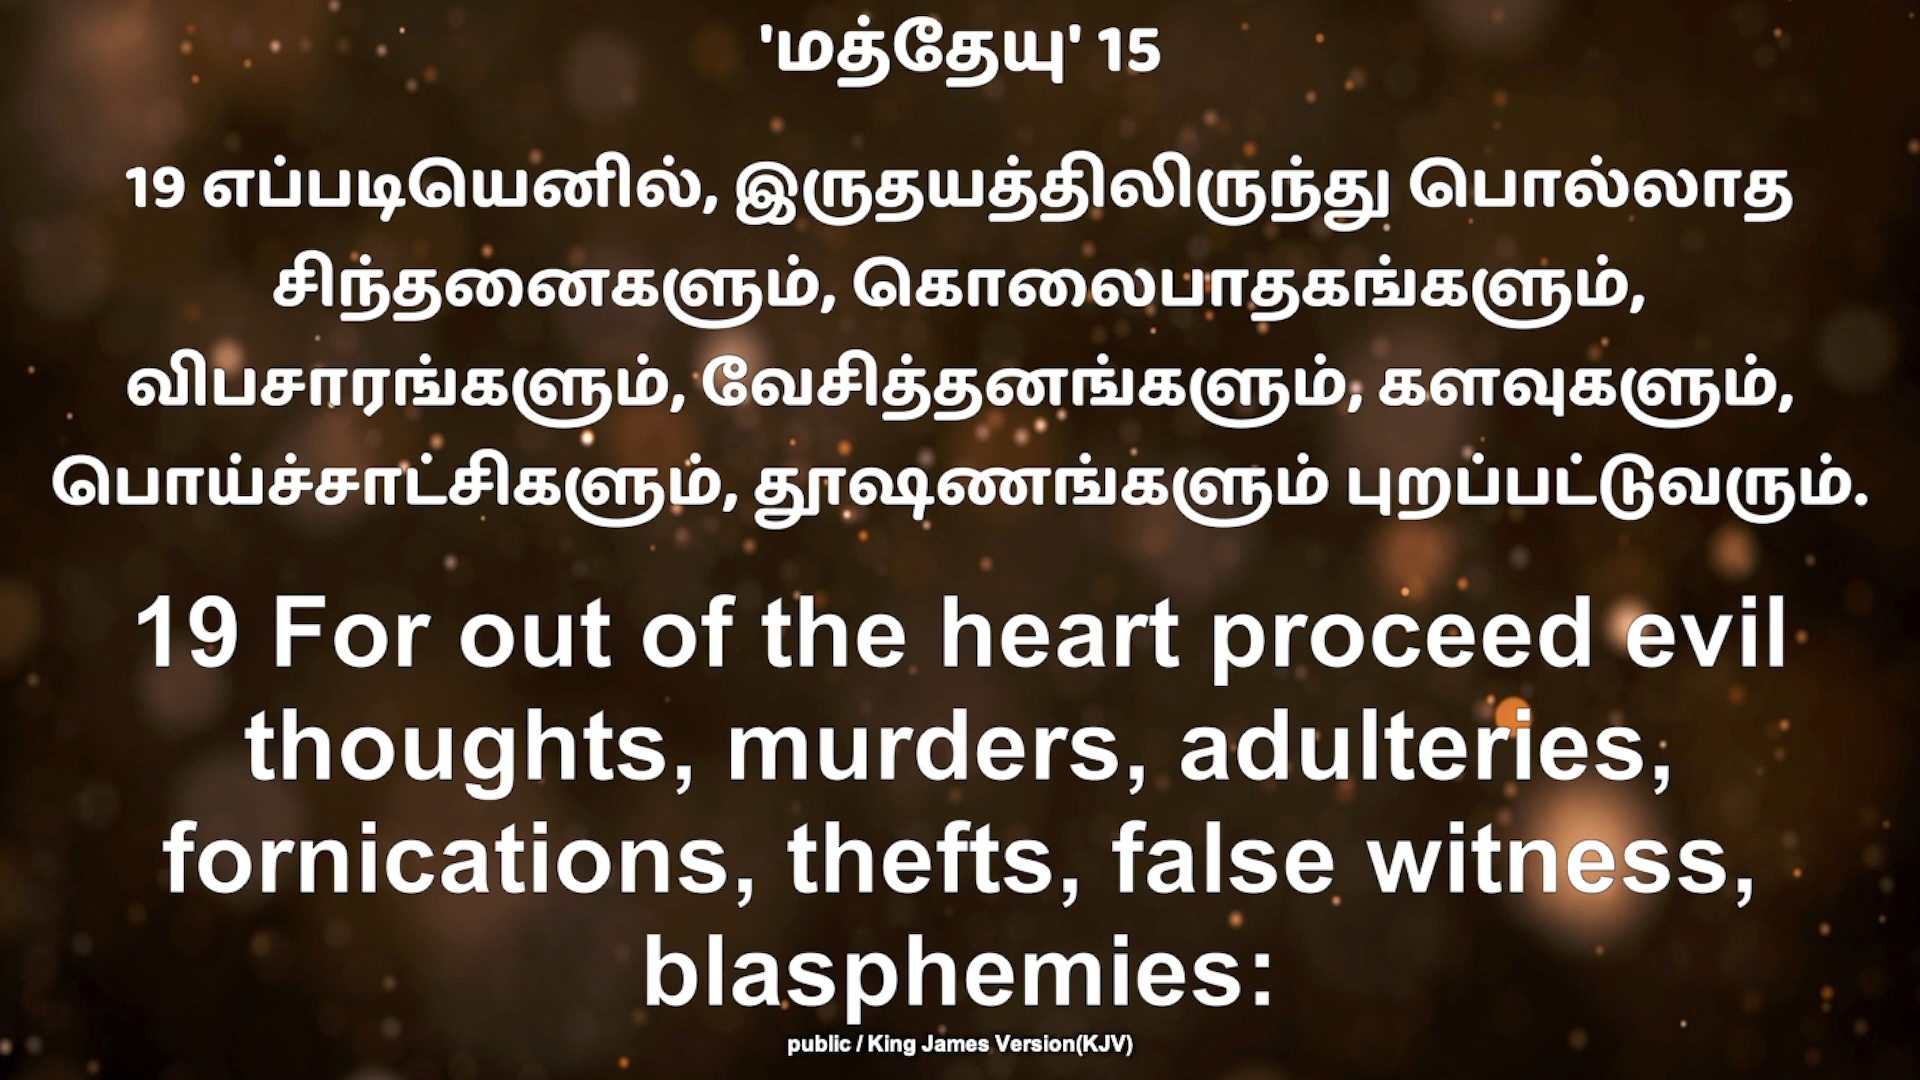 'மத்தேயு' 15
19 எப்படியெனில், இருதயத்திலிருந்து பொல்லாத
சிந்தனைகளும், கொலைபாதகங்களும்,
விபசாரங்களும், வேசித்தனங்களும், களவுகளும்,
பொய்ச்சாட்சிகளும், தூஷணங்களும் புறப்பட்டுவரும்.
19 For out of the heart proceed evil
thoughts, murders, adulteries,
fornications, thefts, false witness,
blasphemies:
public / King James Version(KJV)